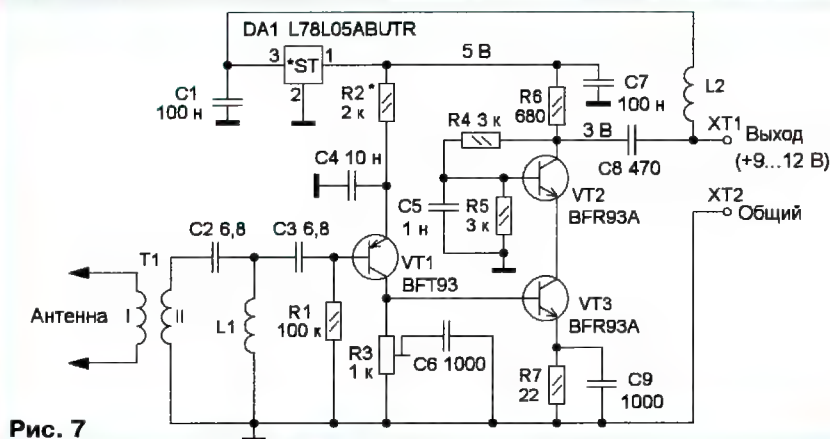 DA1 L78L05ABUTR
3
*ST
1
2
5 В
C1
100 н
R2*
2 к
R6
680
C7
100 н
L2
R4 3 к
3 В
C8 470
XT1
Выход
(+9...12 В)
XT2
Общий
C4 10 н
C5
1 н
R5
3 к
VT2
BFR93A
C2 6,8
C3 6,8
VT1
BFT93
T1
Антенна
I
II
L1
R1
100 к
R3
1 к
C6 1000
VT3
BFR93A
R7
22
C9
1000
Рис. 7